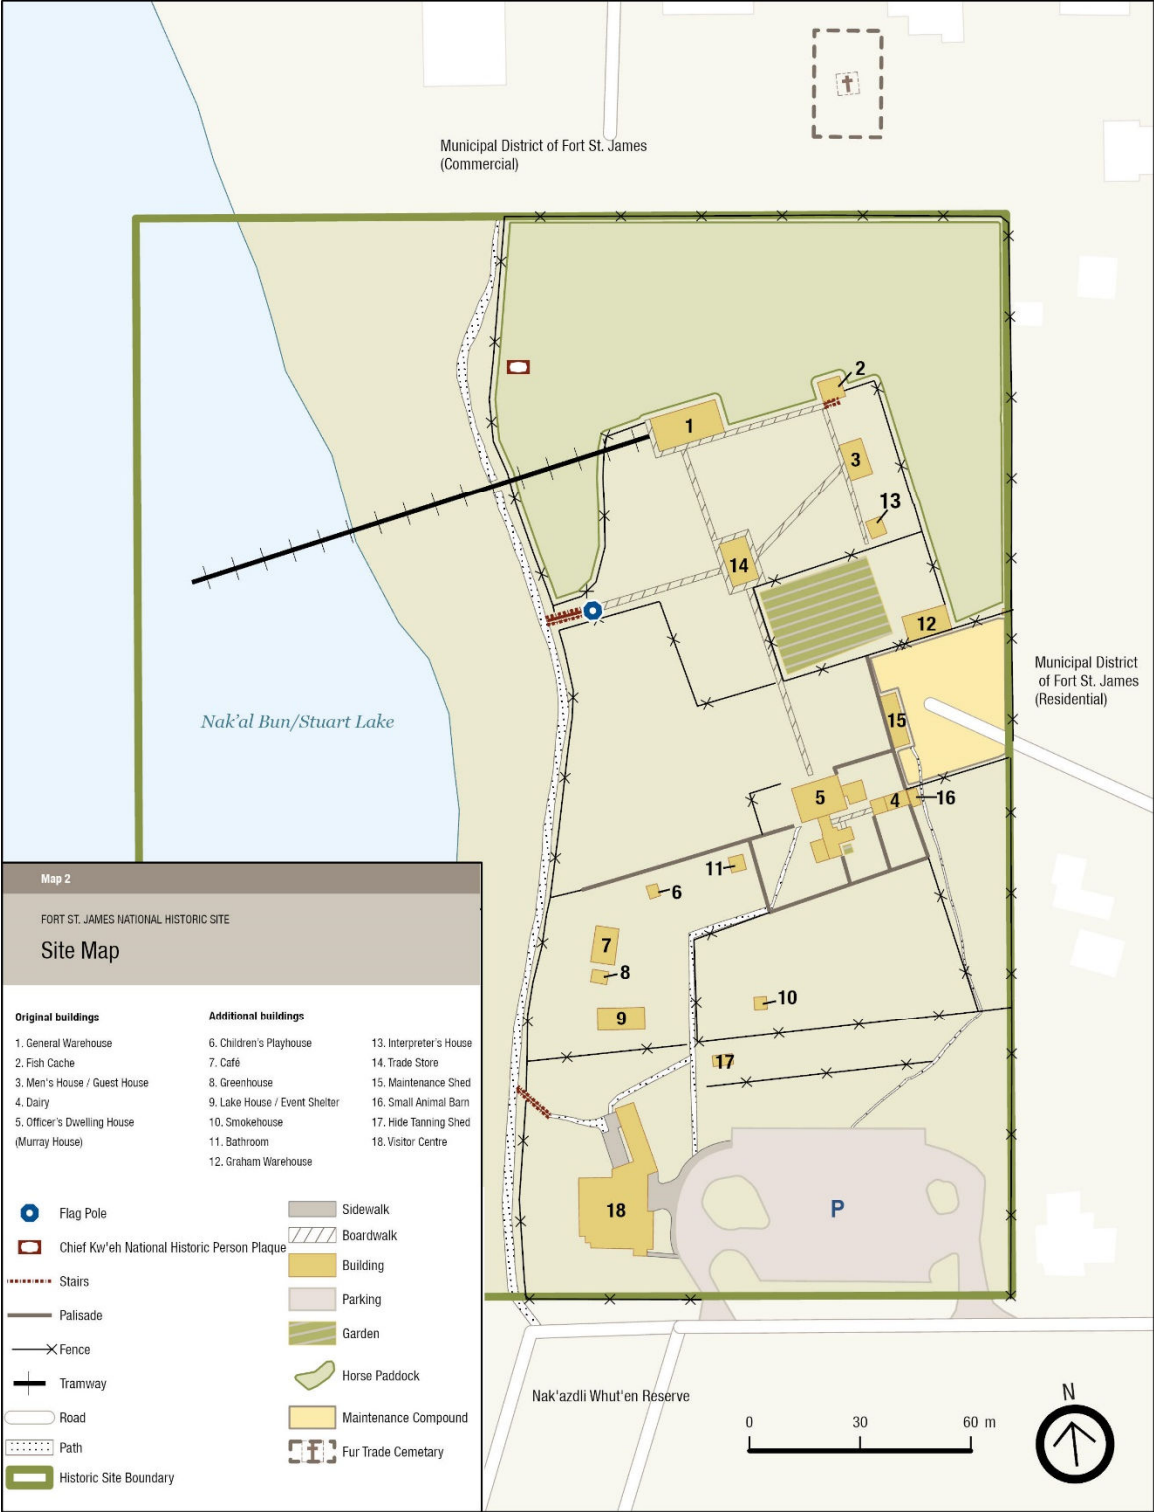 Municipal District of Fort St. James
(Commercial)
2
1
3
13
14
12
Municipal District
of Fort St. James
(Residential)
15
Nak'al Bun/Stuart Lake
5
4
16
11
6
7
8
10
9
17
18
P
Map 2
FORT ST. JAMES NATIONAL HISTORIC SITE
Site Map
Original buildings
1. General Warehouse
2. Fish Cache
3. Men's House / Guest House
4. Dairy
5. Officer's Dwelling House
(Murray House)
Additional buildings
6. Children's Playhouse
7. Café
8. Greenhouse
9. Lake House / Event Shelter
10. Smokehouse
11. Bathroom
12. Graham Warehouse
13. Interpreter's House
14. Trade Store
15. Maintenance Shed
16. Small Animal Barn
17. Hide Tanning Shed
18. Visitor Centre
Flag Pole
Chief Kw'eh National Historic Person Plaque
Stairs
Palisade
Fence
Tramway
Road
Path
Historic Site Boundary
Sidewalk
Boardwalk
Building
Parking
Garden
Horse Paddock
Maintenance Compound
Fur Trade Cemetary
Nak'azdli Whut'en Reserve
0 30 60 m
N